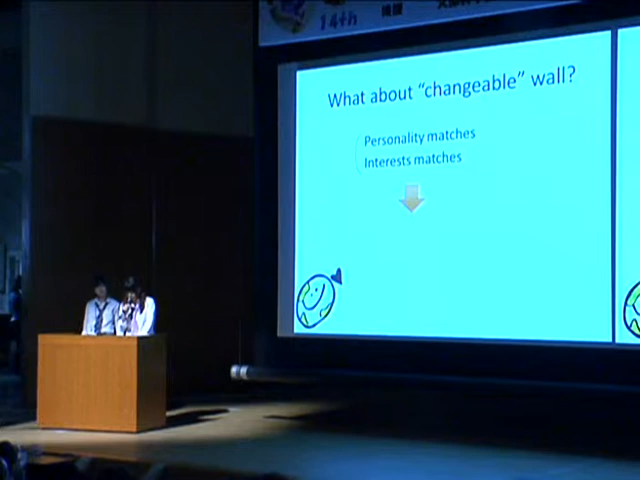 14th
What about “changeable” wall?
Personality matches
Interests matches